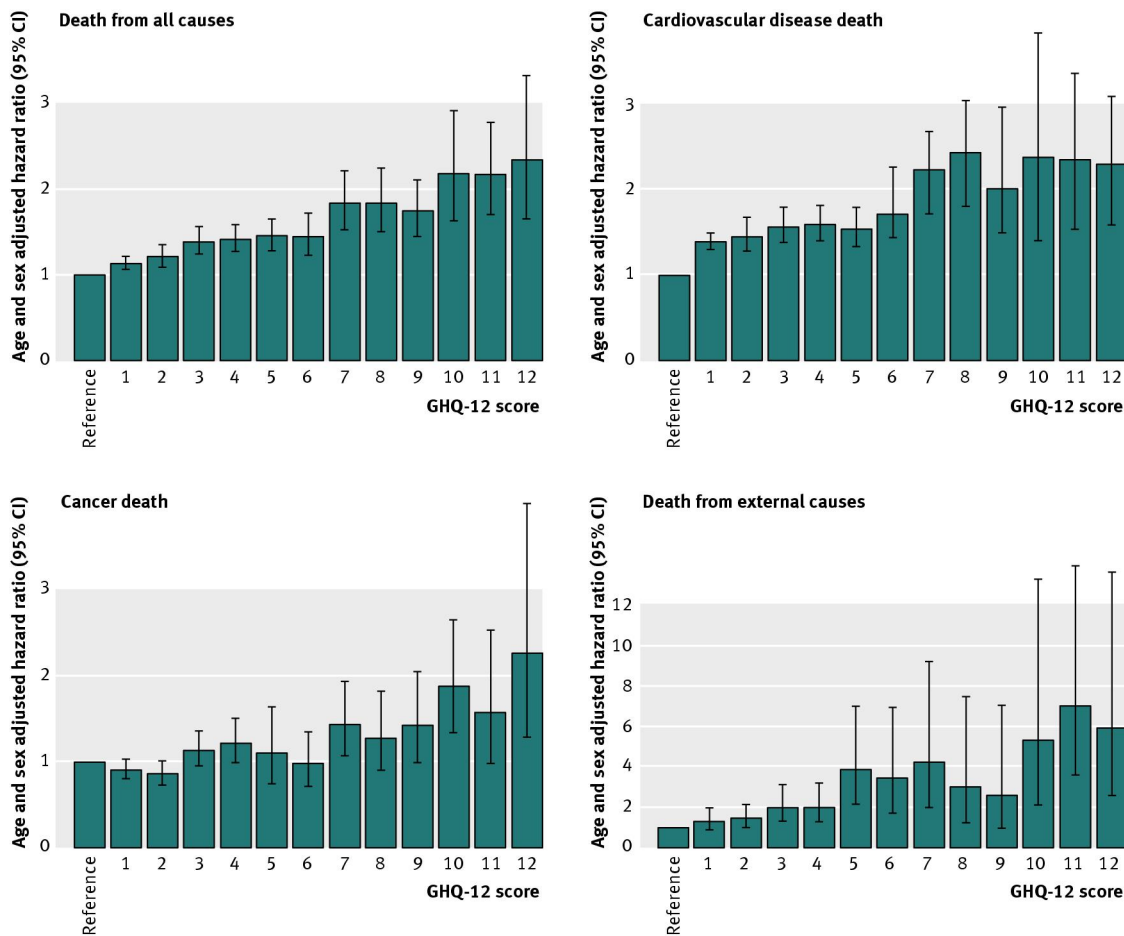 Death from all causes
Age and sex adjusted hazard ratio (95% CI)
3
2
1
0
Reference 1 2 3 4 5 6 7 8 9 10 11 12
GHQ-12 score
Cardiovascular disease death
Age and sex adjusted hazard ratio (95% CI)
3
2
1
0
Reference 1 2 3 4 5 6 7 8 9 10 11 12
GHQ-12 score
Cancer death
Age and sex adjusted hazard ratio (95% CI)
3
2
1
0
Reference 1 2 3 4 5 6 7 8 9 10 11 12
GHQ-12 score
Death from external causes
Age and sex adjusted hazard ratio (95% CI)
12
10
8
6
4
2
0
Reference 1 2 3 4 5 6 7 8 9 10 11 12
GHQ-12 score